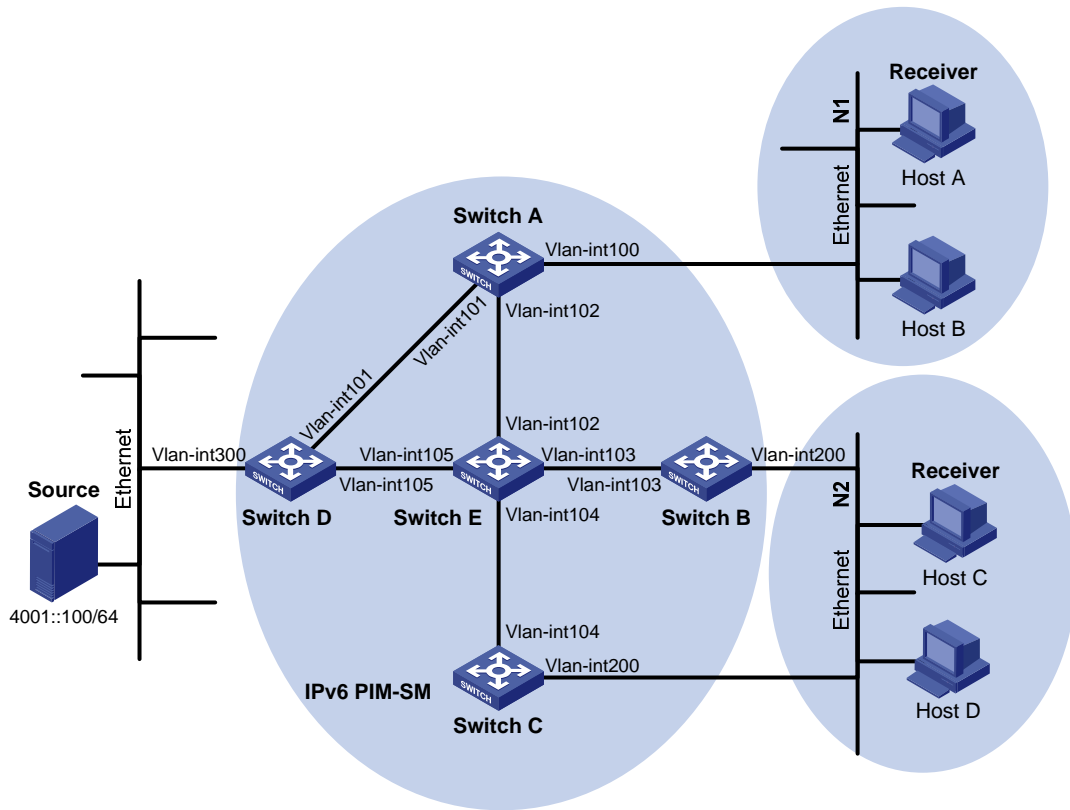 Receiver
N1
Host A
Ethernet
Host B
Switch A
SWITCH
Vlan-int100
Vlan-int101
Vlan-int102
Vlan-int101
Vlan-int102
Ethernet
Vlan-int300
SWITCH
Switch D
Vlan-int105
Vlan-int105
SWITCH
Switch E
Vlan-int103
Vlan-int103
SWITCH
Switch B
Vlan-int200
Source
4001::100/64
Vlan-int104
Vlan-int104
SWITCH
Switch C
Vlan-int200
IPv6 PIM-SM
Receiver
N2
Host C
Ethernet
Host D